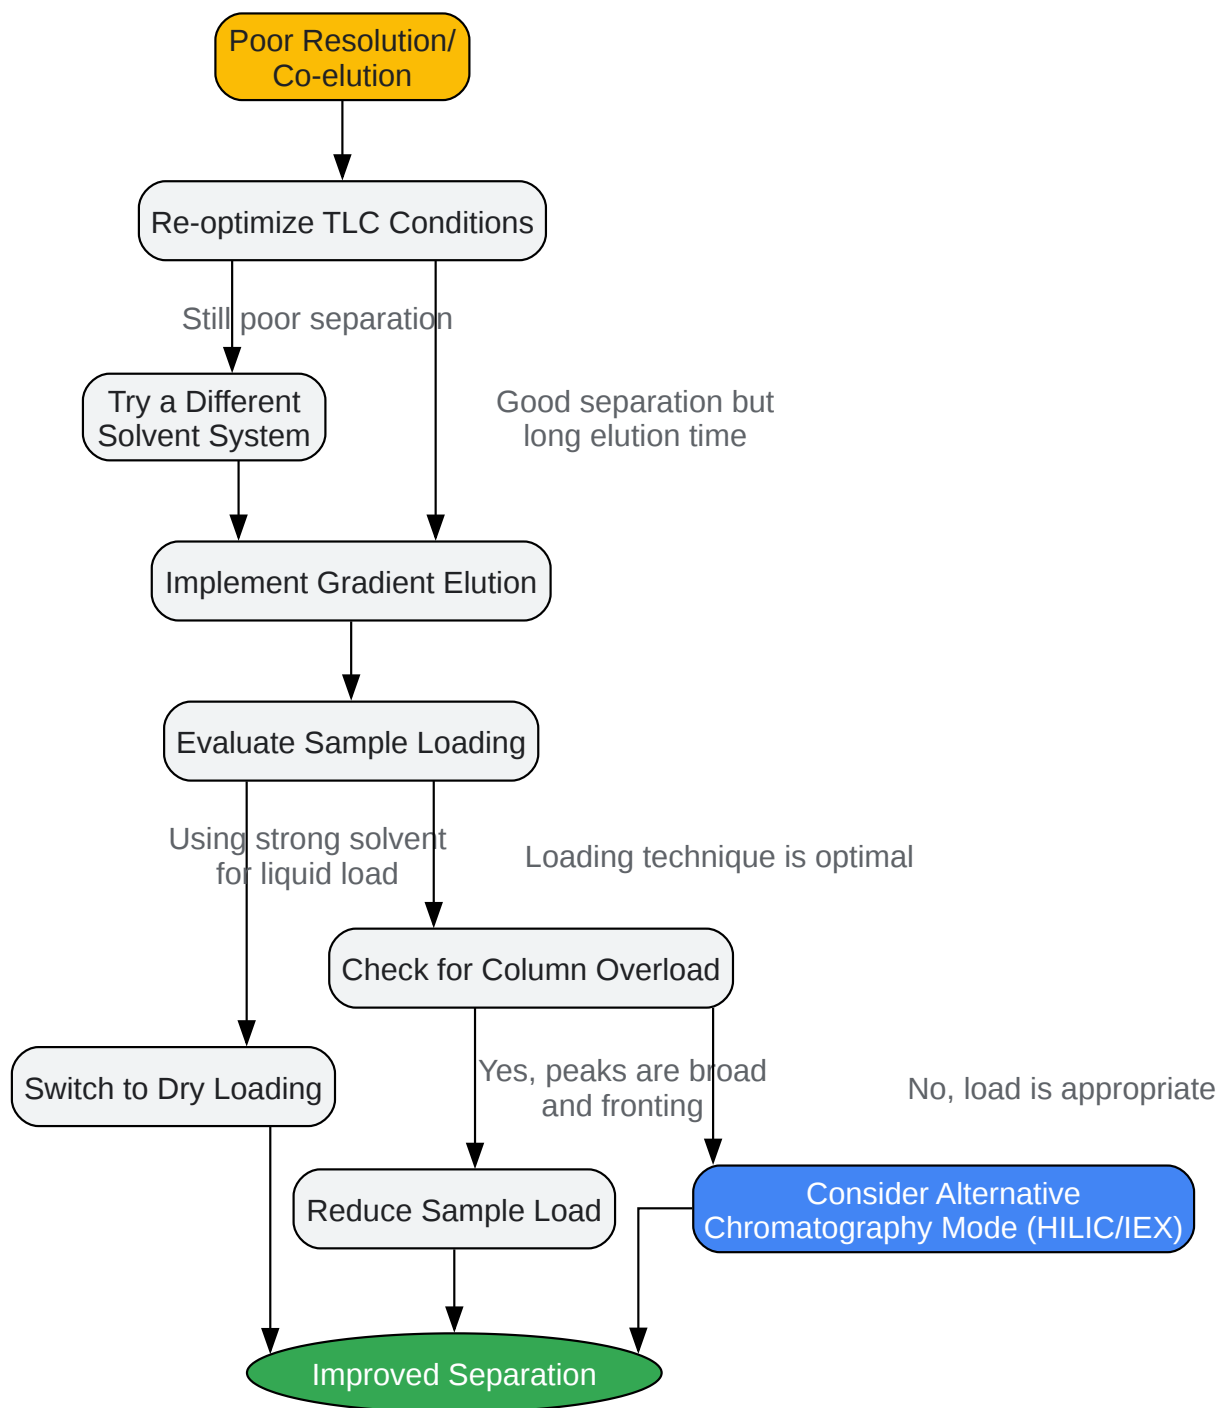 Poor Resolution/
Co-elution
Re-optimize TLC Conditions
Still poor separation
Try a Different
Solvent System
Good separation but
long elution time
Implement Gradient Elution
Evaluate Sample Loading
Using strong solvent
for liquid load
Loading technique is optimal
Check for Column Overload
Switch to Dry Loading
Yes, peaks are broad
and fronting
No, load is appropriate
Reduce Sample Load
Consider Alternative
Chromatography Mode (HILIC/IEX)
Improved Separation